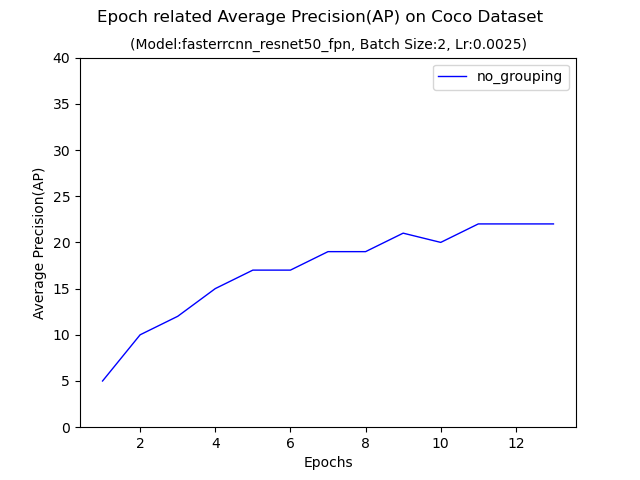 Epoch related Average Precision(AP) on Coco Dataset
(Model:fasterrcnn_resnet50_fpn, Batch Size:2, Lr:0.0025)
no_grouping
40
35
30
25
20
15
10
5
0
Average Precision(AP)
2 4 6 8 10 12
Epochs